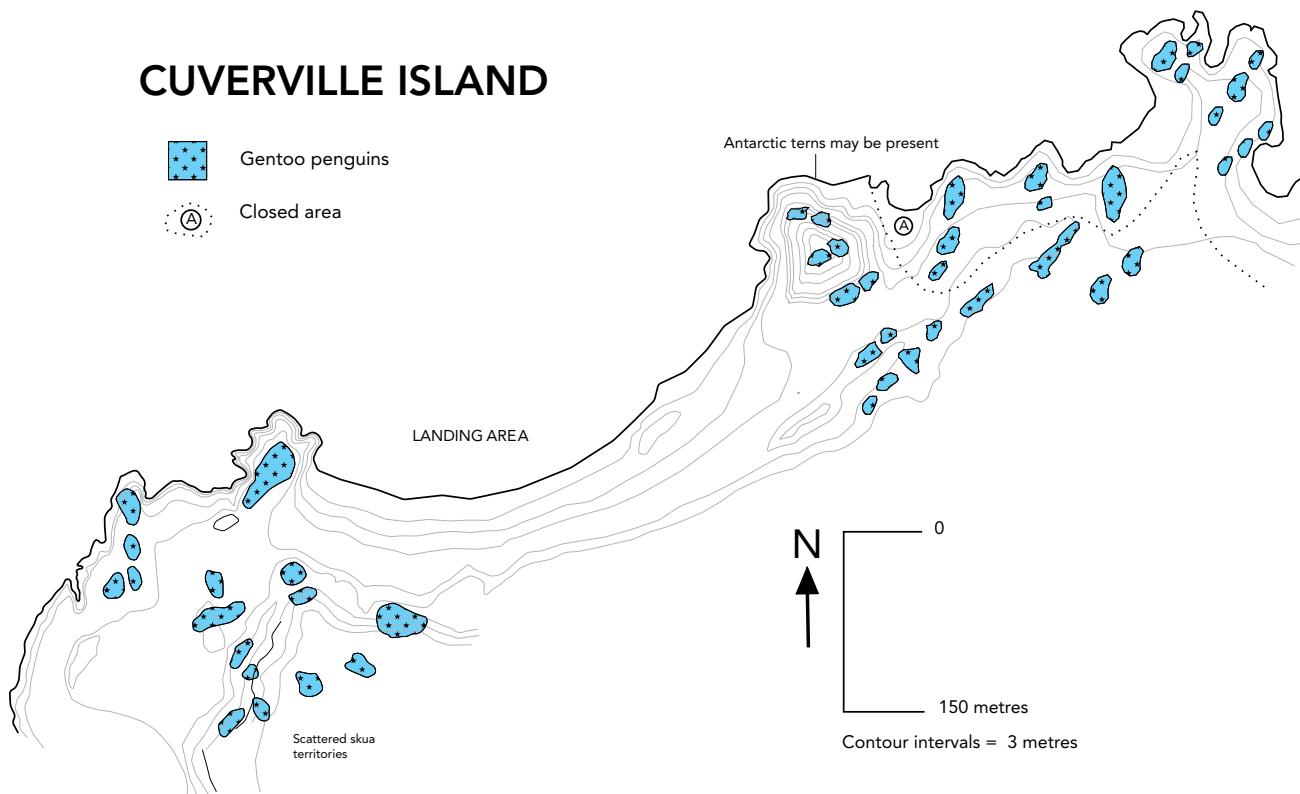 CUVERVILLE ISLAND
Gentoo penguins
A
Closed area
Antarctic terns may be present
A
LANDING AREA
N
0
150 metres
Contour intervals = 3 metres
Scattered skua
territories